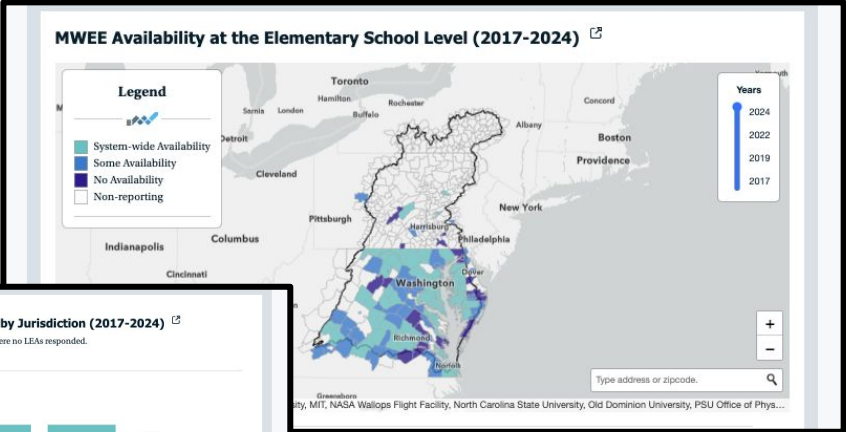 MWEE Availability at the Elementary School Level (2017-2024)
Legend
System-wide Availability
Some Availability
No Availability
Non-reporting
Toronto
Hamilton
Sarnia
London
Rochester
Buffalo
Detroit
Albany
Concord
Boston
Providence
Cleveland
New York
Pittsburgh
Harrisburg
Philadelphia
Columbus
Indianapolis
Cincinnati
Dover
Washington
Richmond
Norfolk
Greensboro
Years
2024
2022
2019
2017
+
−
Type address or zipcode.
sity, MIT, NASA Wallops Flight Facility, North Carolina State University, Old Dominion University, PSU Office of Phys...
by Jurisdiction (2017-2024)
ere no LEAs responded.